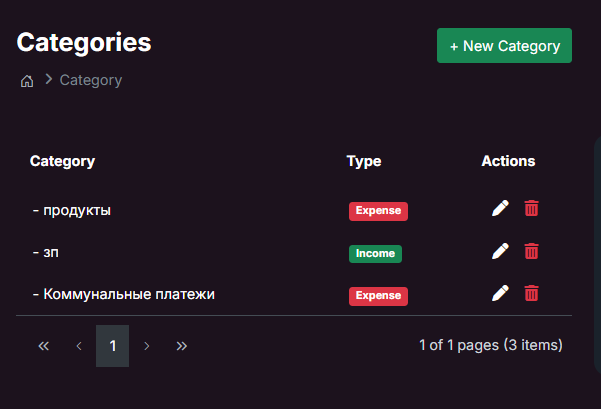 Categories
+ New Category
Category
Category Type Actions
- продукты Expense
- зп Income
- Коммунальные платежи Expense
« ‹ 1 › » 1 of 1 pages (3 items)